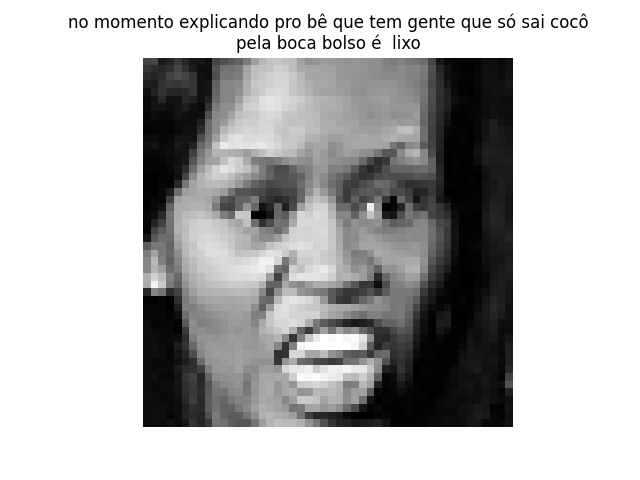 no momento explicando pro bê que tem gente que só sai cocô
pela boca bolso é  lixo